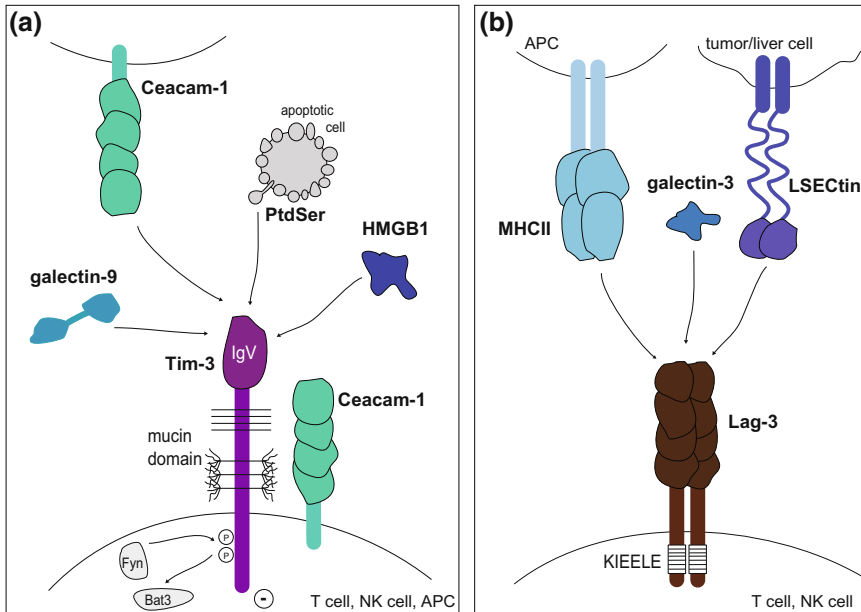 (a)
Ceacam-1
apoptotic
cell
PtdSer
HMGB1
galectin-9
IgV
Tim-3
Ceacam-1
mucin
domain
P
P
Fyn
Bat3
-
T cell, NK cell, APC
(b)
APC
tumor/liver cell
galectin-3
LSECtin
MHCII
Lag-3
KIEELE
T cell, NK cell